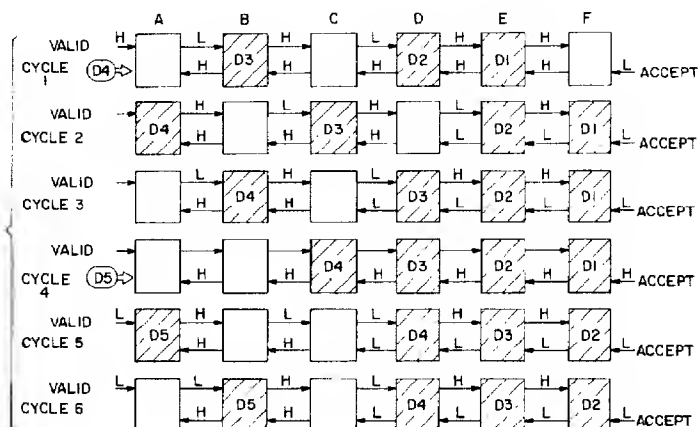 A B C D E F
VALID H L H L H H
CYCLE 1 D4 D3 D2 D1
H H H H H L ACCEPT
VALID H L H L H
CYCLE 2 D4 D3 D2 D1
H H H L L L ACCEPT
VALID L H L H H
CYCLE 3 D4 D3 D2 D1
H H L L L L ACCEPT
VALID
CYCLE 4 D5 D4 D3 D2 D1
H H H H H H ACCEPT
VALID L H L L H H
CYCLE 5 D5 D4 D3 D2
H H L L L L ACCEPT
VALID L L H L H H
CYCLE 6 D5 D4 D3 D2
H H L L L L ACCEPT